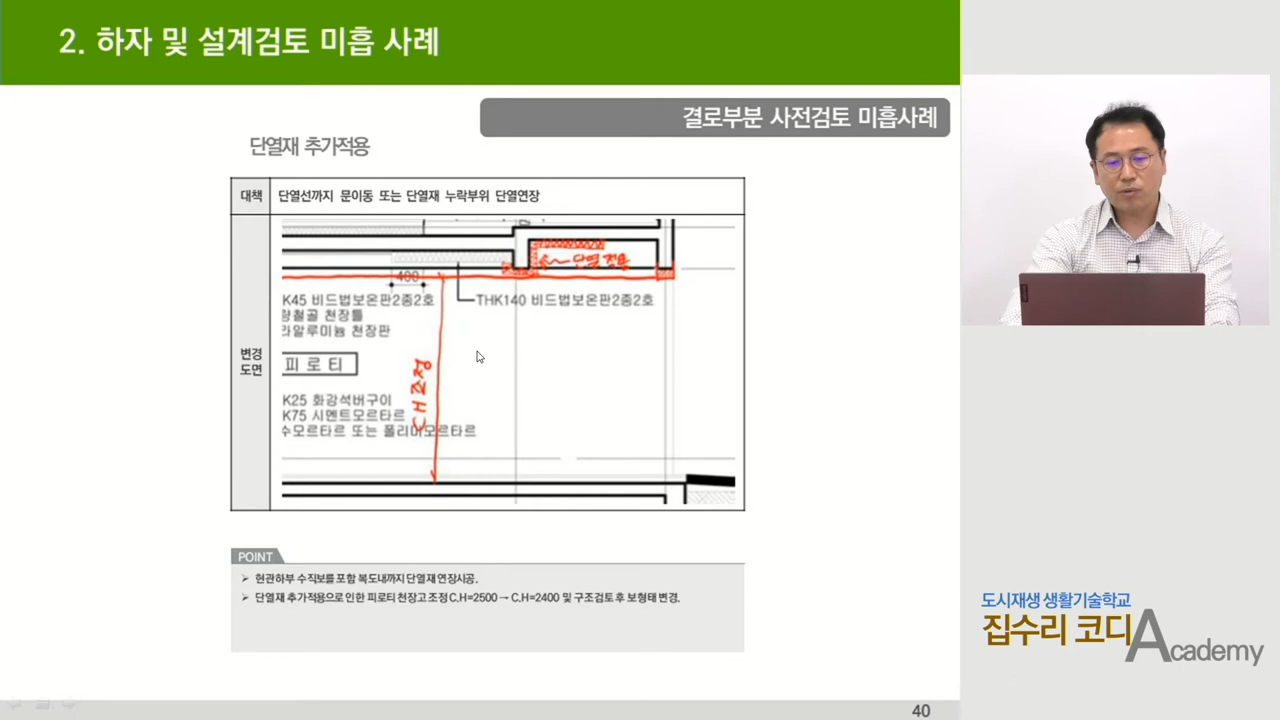 2. 하자 및 설계검토 미흡 사례
결로부분 사전검토 미흡사례
단열재 추가적용
대책
단열선까지 문이동 또는 단열재 누락부위 단열연장
변경
도면
단열적용
400
K45 비드법보온판2종2호
THK140 비드법보온판2종2호
량철골 천장틀
라알루미늄 천장판
피로티
CH조정
K25 화강석버구이
K75 시멘트모르타르
수모르타르 또는 폴리머모르타르
POINT
➢ 현관하부 수직보를 포함 복도내까지 단열재 연장시공.
➢ 단열재 추가적용으로 인한 피로티 천장고 조정 C.H=2500 → C.H=2400 및 구조검토 후 보형태 변경.
도시재생 생활기술학교
집수리 코디 Academy
40